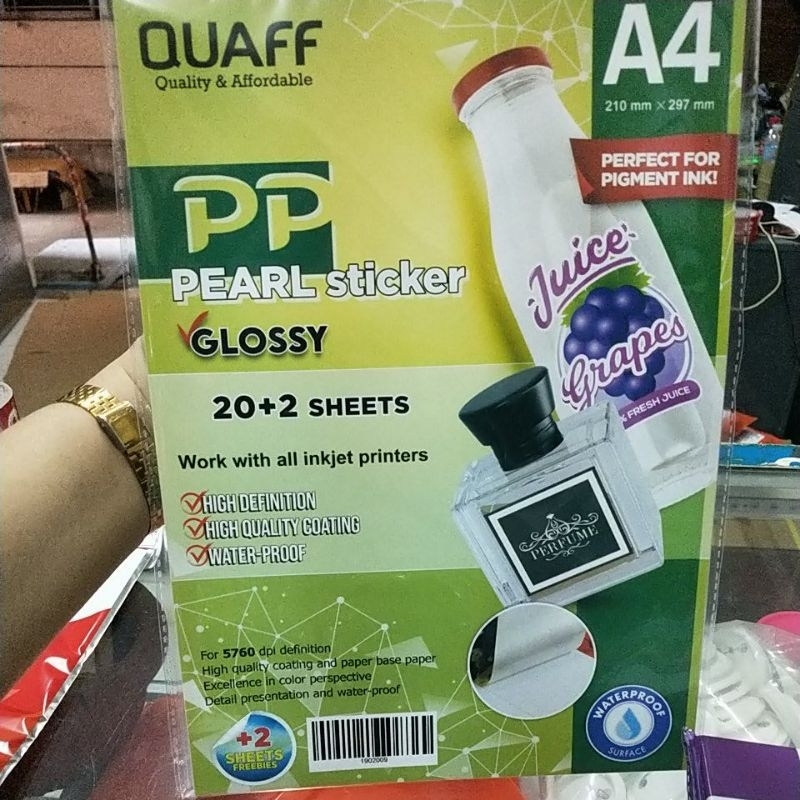 QUAFF
Quality & Affordable
A4
210 mm × 297 mm
PERFECT FOR
PIGMENT INK!
PP
PEARL sticker
GLOSSY
20+2 SHEETS
Work with all inkjet printers
HIGH DEFINITION
HIGH QUALITY COATING
WATER-PROOF
Juice
Grapes
% FRESH JUICE
PERFUME
For 5760 dpi definition
High quality coating and paper base paper
Excellence in color perspective
Detail presentation and water-proof
+2
SHEETS
FREEBIES
1902009
WATERPROOF
SURFACE